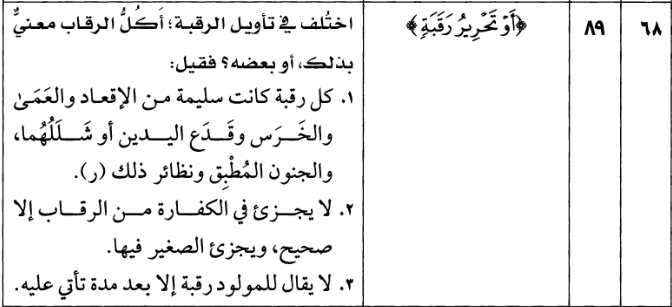 ٦٨
٨٩
﴿أَوْ تَحْرِيرُ رَقَبَةٍ﴾
اختُلف في تأويل الرقبة؛ أَكُلُّ الرقاب معنيٌّ
بذلك، أو بعضه؟ فقيل:
١. كل رقبة كانت سليمة من الإقعاد والعَمَىٰ
والخَرَس وقَدَع اليدين أو شَلَلُهُما،
والجنون المُطْبِق ونظائر ذلك (ر).
٢. لا يجزئ في الكفارة من الرقاب إلا
صحيح، ويجزئ الصغير فيها.
٣. لا يقال للمولود رقبة إلا بعد مدة تأتي عليه.